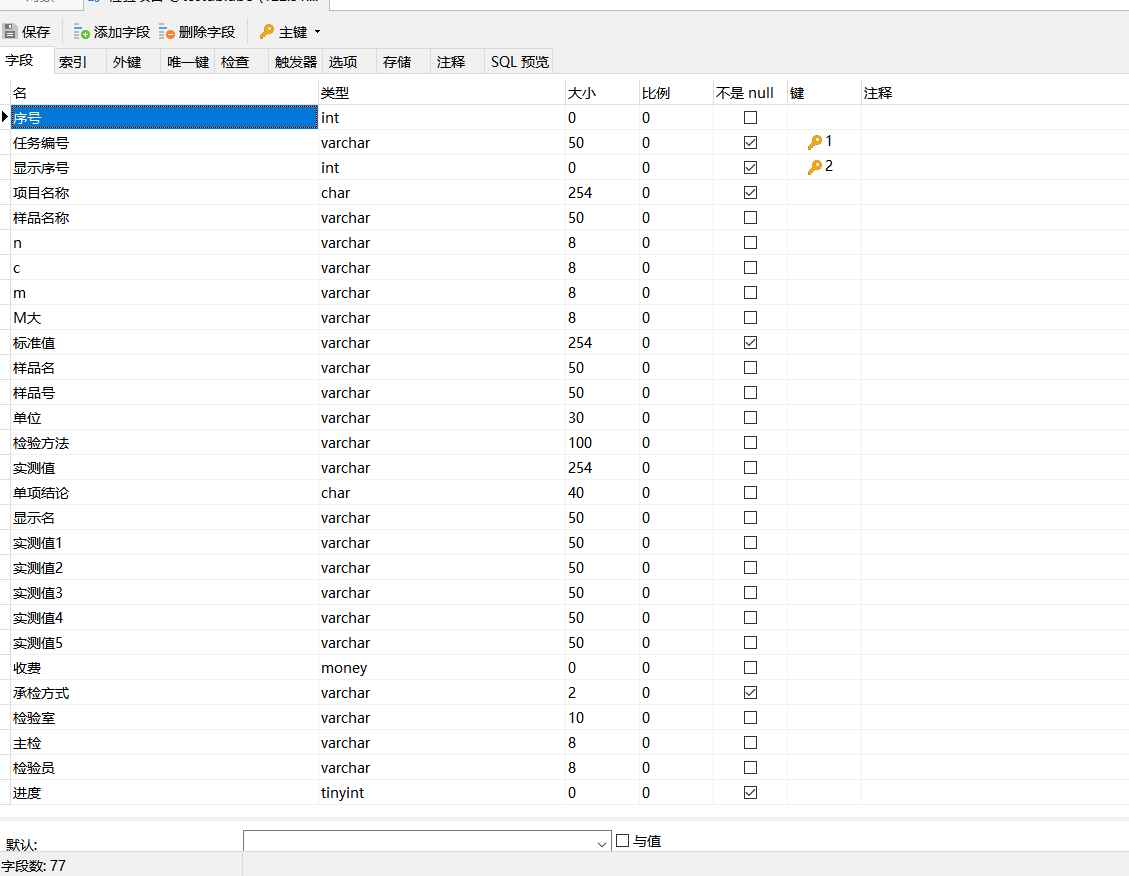 保存 添加字段 删除字段 主键
字段 索引 外键 唯一键 检查 触发器 选项 存储 注释 SQL 预览
名 类型 大小 比例 不是 null 键 注释
序号 int 0 0
任务编号 varchar 50 0 1
显示序号 int 0 0 2
项目名称 char 254 0
样品名称 varchar 50 0
n varchar 8 0
c varchar 8 0
m varchar 8 0
M大 varchar 8 0
标准值 varchar 254 0
样品名 varchar 50 0
样品号 varchar 50 0
单位 varchar 30 0
检验方法 varchar 100 0
实测值 varchar 254 0
单项结论 char 40 0
显示名 varchar 50 0
实测值1 varchar 50 0
实测值2 varchar 50 0
实测值3 varchar 50 0
实测值4 varchar 50 0
实测值5 varchar 50 0
收费 money 0 0
承检方式 varchar 2 0
检验室 varchar 10 0
主检 varchar 8 0
检验员 varchar 8 0
进度 tinyint 0 0
默认: 与值
字段数: 77